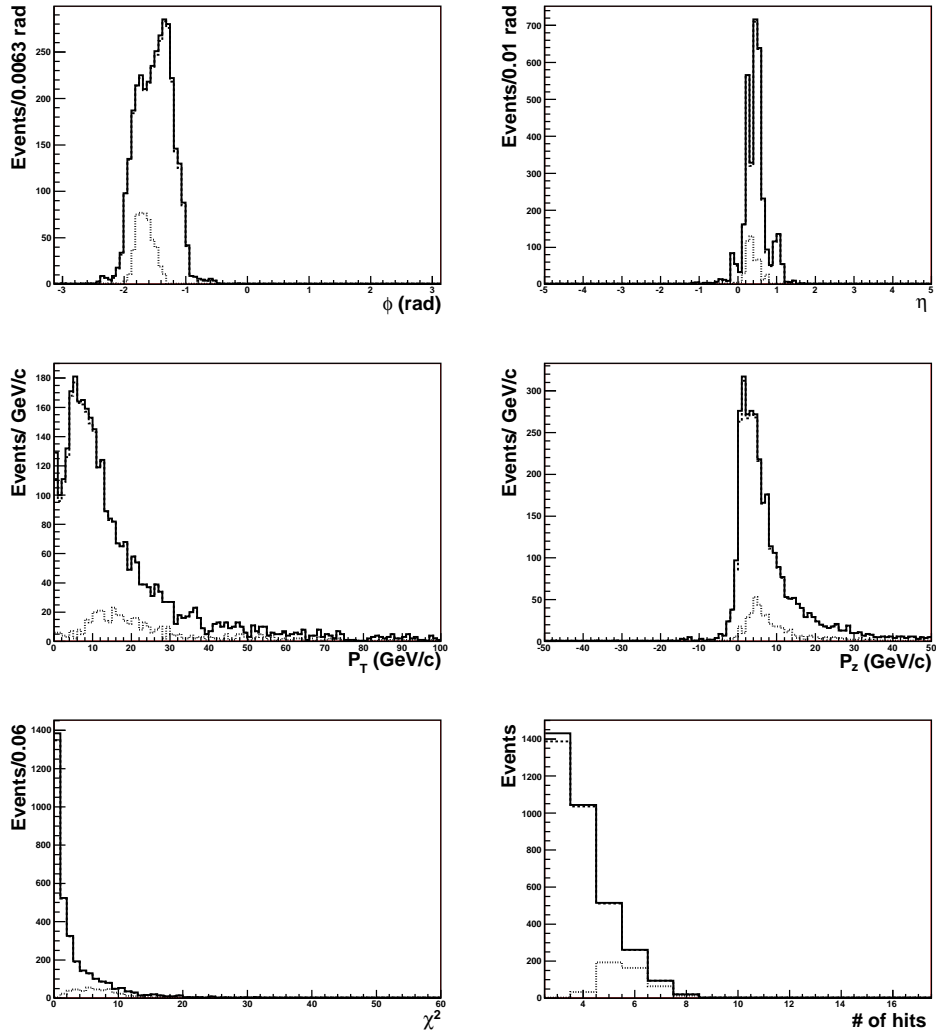 Events/0.0063 rad
250
200
150
100
50
0
-3 -2 -1 0 1 2 3
ϕ (rad)
Events/0.01 rad
700
600
500
400
300
200
100
0
-5 -4 -3 -2 -1 0 1 2 3 4 5
η
Events/ GeV/c
180
160
140
120
100
80
60
40
20
0
0 10 20 30 40 50 60 70 80 90 100
P_T (GeV/c)
Events/ GeV/c
300
250
200
150
100
50
0
-50 -40 -30 -20 -10 0 10 20 30 40 50
P_z (GeV/c)
Events/0.06
1400
1200
1000
800
600
400
200
0
0 10 20 30 40 50 60
χ²
Events
1400
1200
1000
800
600
400
200
0
4 6 8 10 12 14 16
# of hits